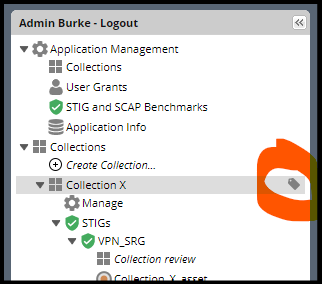 Admin Burke - Logout
Application Management
Collections
User Grants
STIG and SCAP Benchmarks
Application Info
Collections
Create Collection...
Collection X
Manage
STIGs
VPN_SRG
Collection review
Collection_X_asset